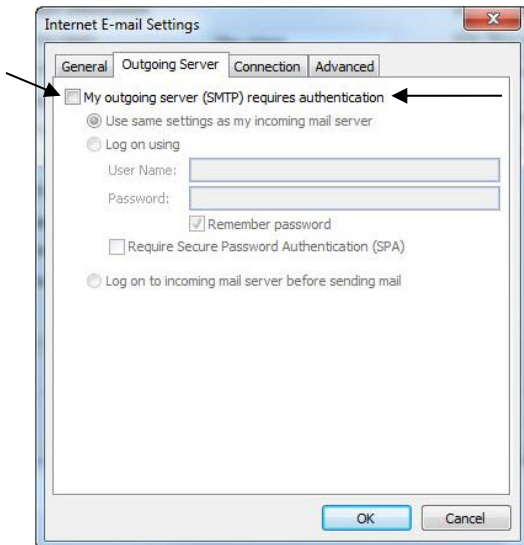 Internet E-mail Settings
General Outgoing Server Connection Advanced
My outgoing server (SMTP) requires authentication
Use same settings as my incoming mail server
Log on using
User Name:
Password:
Remember password
Require Secure Password Authentication (SPA)
Log on to incoming mail server before sending mail
OK Cancel